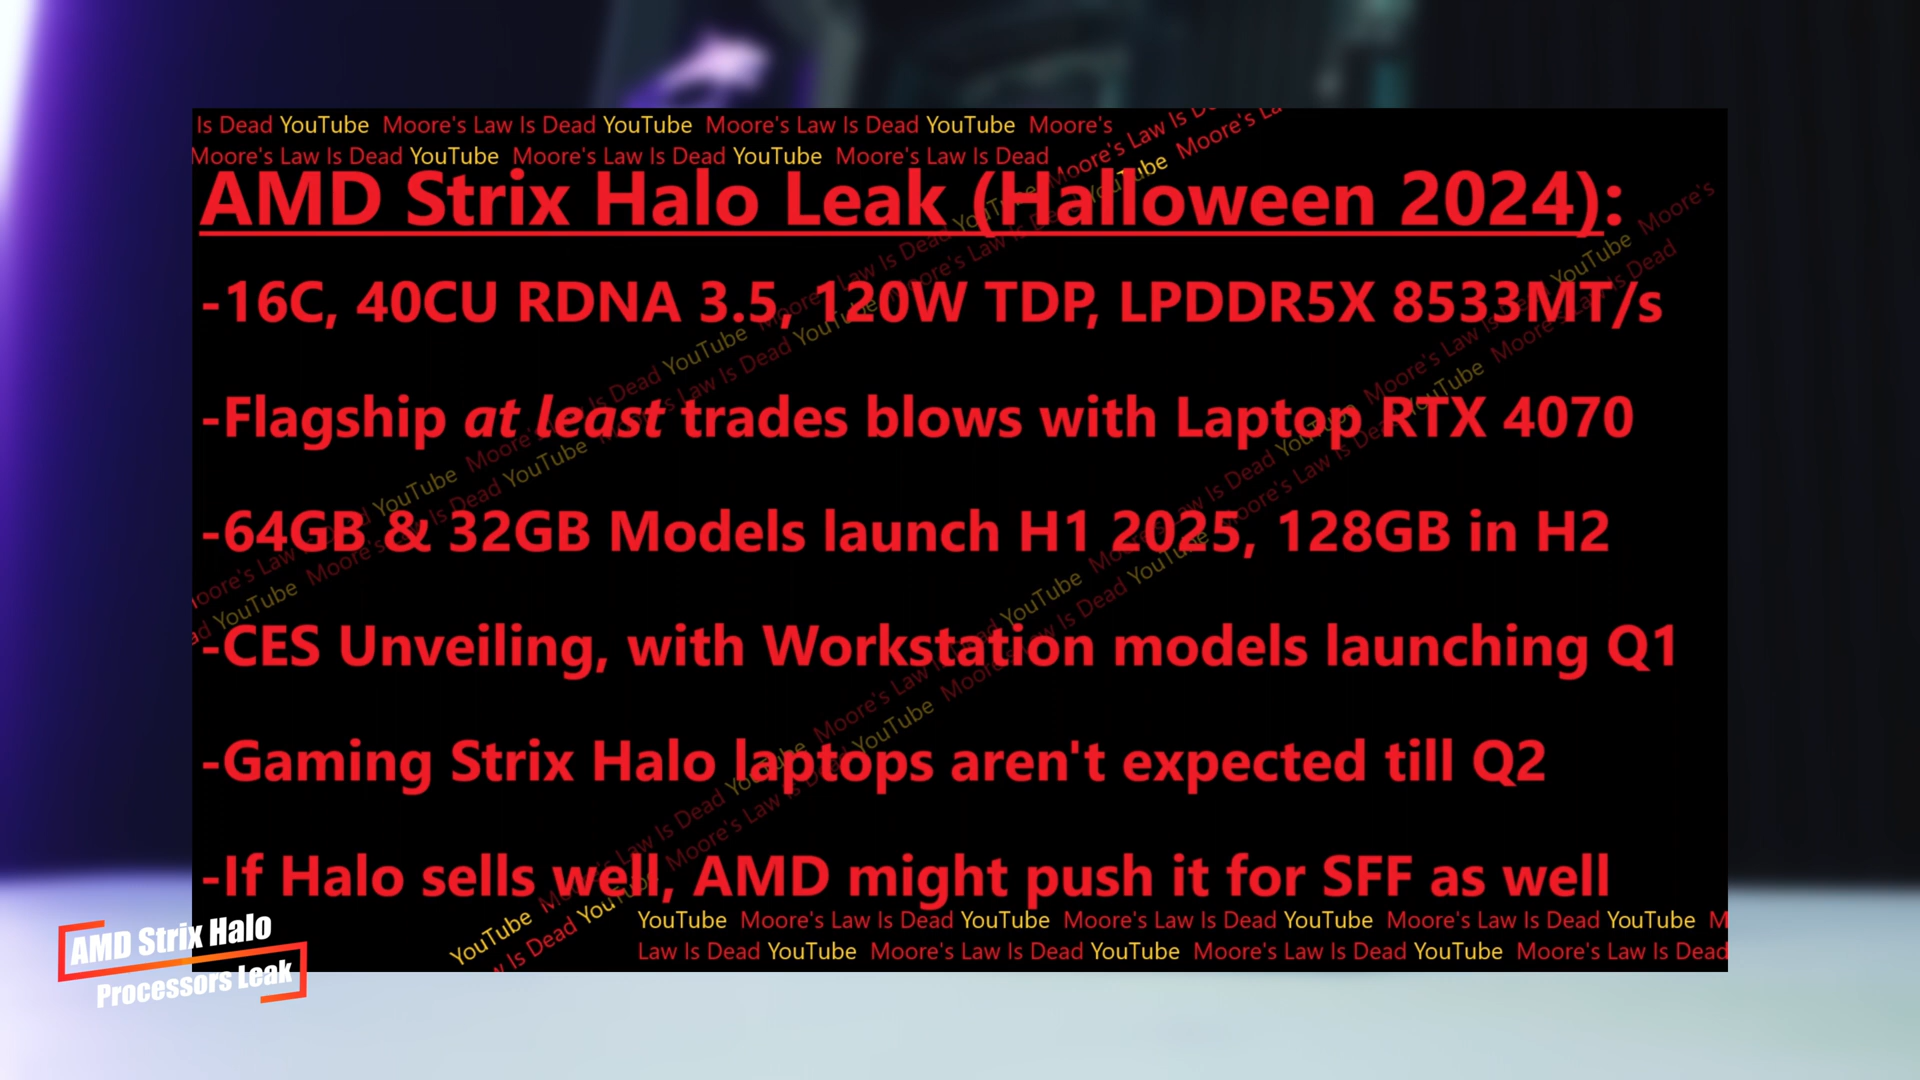 Is Dead YouTube Moore's Law Is Dead YouTube Moore's Law Is Dead YouTube Moore's
Moore's Law Is Dead YouTube Moore's Law Is Dead YouTube Moore's Law Is Dead
AMD Strix Halo Leak (Halloween 2024):
-16C, 40CU RDNA 3.5, 120W TDP, LPDDR5X 8533MT/s
-Flagship at least trades blows with Laptop RTX 4070
-64GB & 32GB Models launch H1 2025, 128GB in H2
-CES Unveiling, with Workstation models launching Q1
-Gaming Strix Halo laptops aren't expected till Q2
-If Halo sells well, AMD might push it for SFF as well
YouTube Moore's Law Is Dead YouTube Moore's Law Is Dead YouTube Moore's Law Is Dead YouTube M
Law Is Dead YouTube Moore's Law Is Dead YouTube Moore's Law Is Dead YouTube Moore's Law Is Dead
AMD Strix Halo
Processors Leak